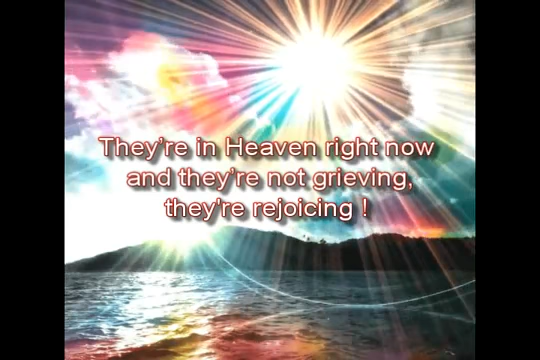 They’re in Heaven right now
and they’re not grieving,
they're rejoicing !